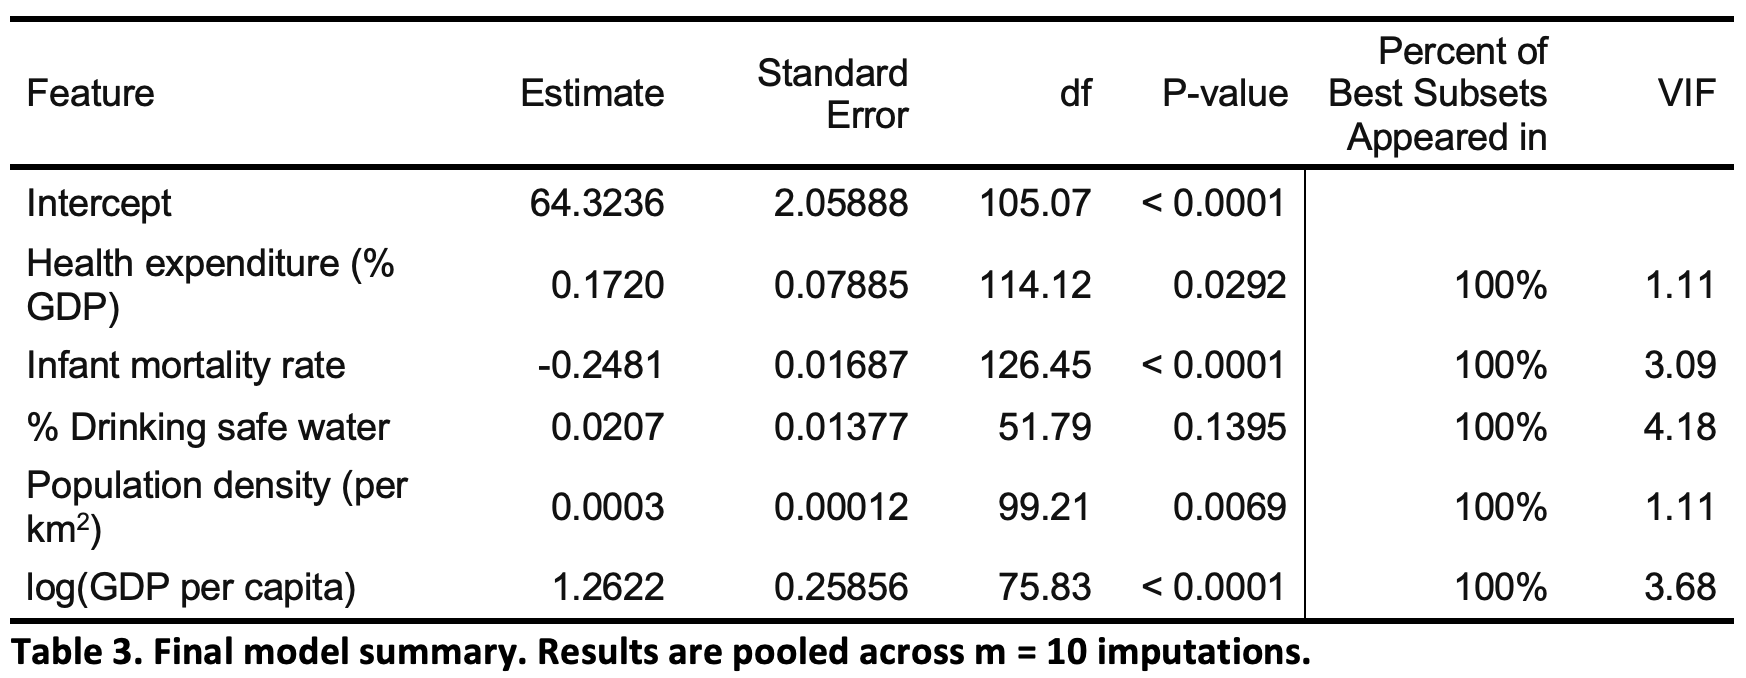 Feature Estimate Standard Error df P-value Percent of Best Subsets Appeared in VIF
Intercept 64.3236 2.05888 105.07 < 0.0001
Health expenditure (% GDP) 0.1720 0.07885 114.12 0.0292 100% 1.11
Infant mortality rate -0.2481 0.01687 126.45 < 0.0001 100% 3.09
% Drinking safe water 0.0207 0.01377 51.79 0.1395 100% 4.18
Population density (per km²) 0.0003 0.00012 99.21 0.0069 100% 1.11
log(GDP per capita) 1.2622 0.25856 75.83 < 0.0001 100% 3.68
Table 3. Final model summary. Results are pooled across m = 10 imputations.